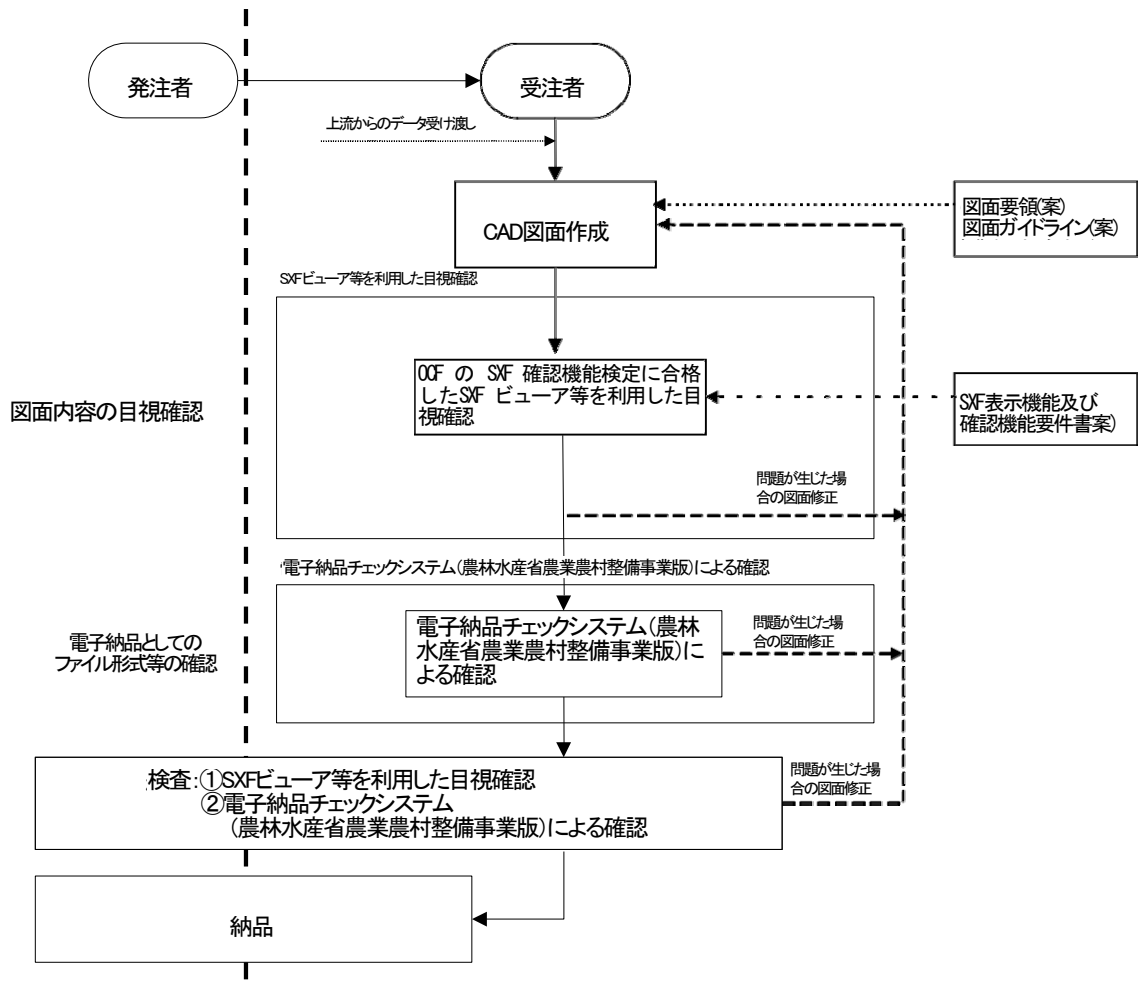 発注者
受注者
上流からのデータ受け渡し
CAD図面作成
図面要領(案)
図面ガイドライン(案)
SXFビューア等を利用した目視確認
OCF の SXF 確認機能検定に合格
したSXF ビューア等を利用した目
視確認
図面内容の目視確認
SXF表示機能及び
確認機能要件書案)
問題が生じた場
合の図面修正
電子納品チェックシステム(農林水産省農業農村整備事業版)による確認
電子納品としての
ファイル形式等の確認
電子納品チェックシステム(農林
水産省農業農村整備事業版)に
よる確認
問題が生じた場
合の図面修正
検査:①SXFビューア等を利用した目視確認
②電子納品チェックシステム
(農林水産省農業農村整備事業版)による確認
問題が生じた場
合の図面修正
納品